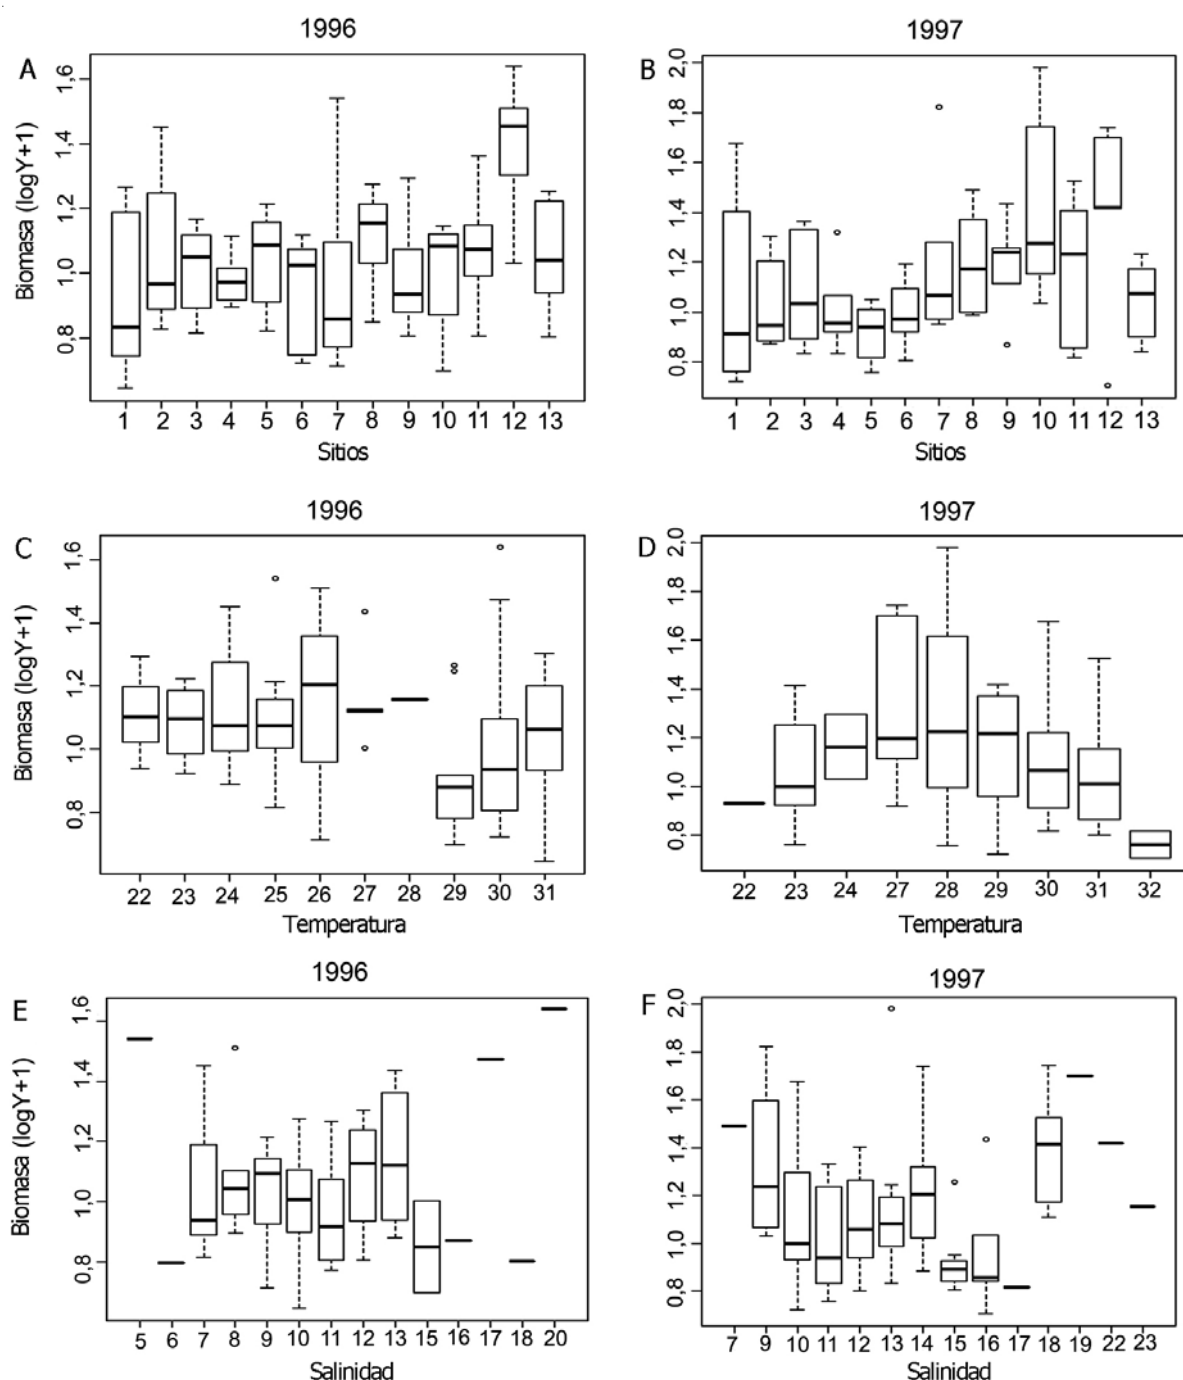 1996
1997
A
B
Biomasa (logY+1)
0,8 1,0 1,2 1,4 1,6
0,8 1,0 1,2 1,4 1,6 1,8 2,0
1 2 3 4 5 6 7 8 9 10 11 12 13
1 2 3 4 5 6 7 8 9 10 11 12 13
Sitios
Sitios
1996
1997
C
D
Biomasa (logY+1)
0,8 1,0 1,2 1,4 1,6
0,8 1,0 1,2 1,4 1,6 1,8 2,0
22 23 24 25 26 27 28 29 30 31
22 23 24 27 28 29 30 31 32
Temperatura
Temperatura
1996
1997
E
F
Biomasa (logY+1)
0,8 1,0 1,2 1,4 1,6
0,8 1,0 1,2 1,4 1,6 1,8 2,0
5 6 7 8 9 10 11 12 13 15 16 17 18 20
7 9 10 11 12 13 14 15 16 17 18 19 22 23
Salinidad
Salinidad